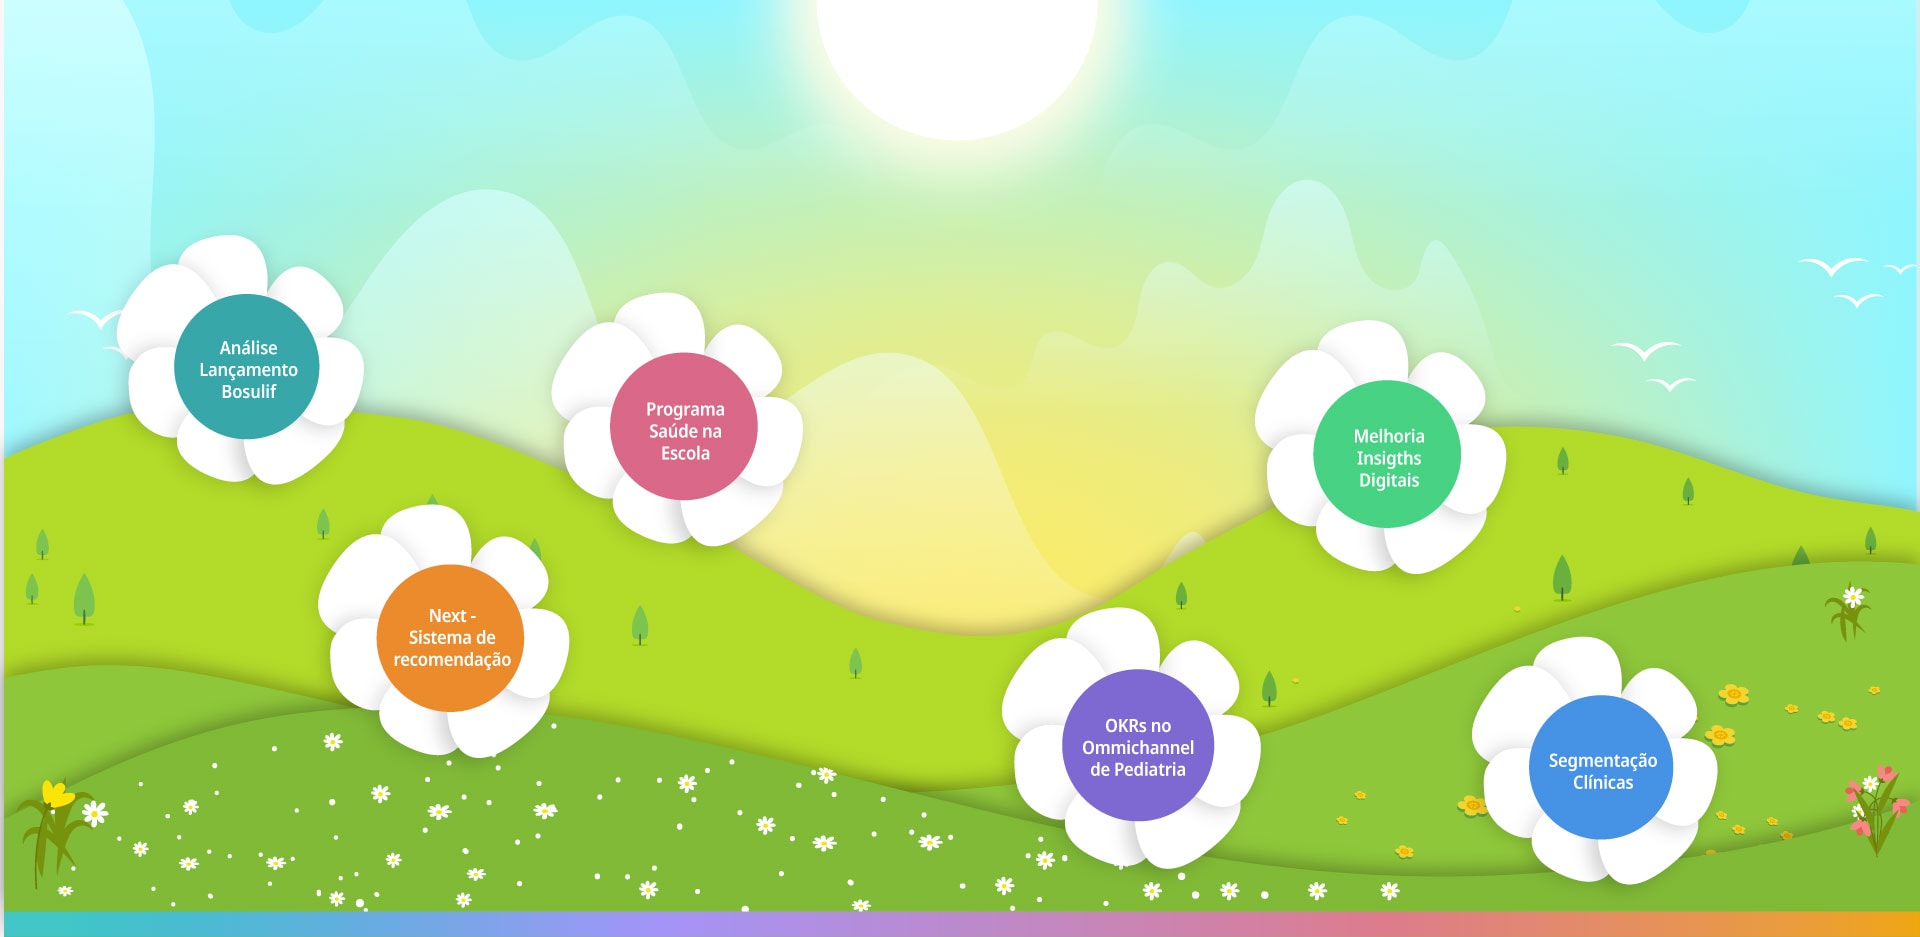 Análise
Lançamento
Bosulif
Programa
Saúde na
Escola
Melhoria
Insigths
Digitais
Next -
Sistema de
recomendação
OKRs no
Ommichannel
de Pediatria
Segmentação
Clínicas